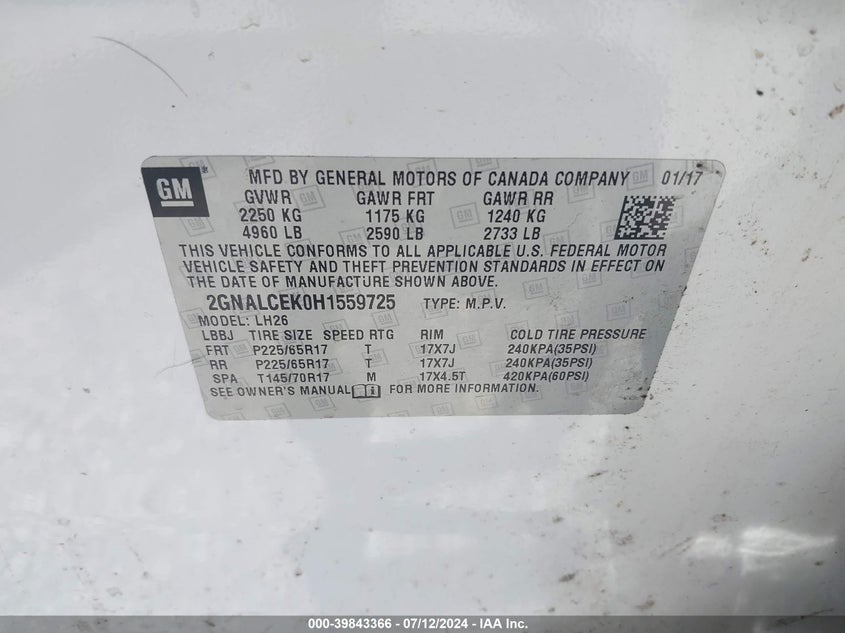 GM
MFD BY GENERAL MOTORS OF CANADA COMPANY 01/17
GVWR GAWR FRT GAWR RR
2250 KG 1175 KG 1240 KG
4960 LB 2590 LB 2733 LB
THIS VEHICLE CONFORMS TO ALL APPLICABLE U.S. FEDERAL MOTOR
VEHICLE SAFETY AND THEFT PREVENTION STANDARDS IN EFFECT ON
THE DATE OF MANUFACTURE SHOWN ABOVE.
2GNALCEK0H1559725 TYPE: M.P.V.
MODEL: LH26
LBBJ TIRE SIZE SPEED RTG RIM COLD TIRE PRESSURE
FRT P225/65R17 T 17X7J 240KPA(35PSI)
RR P225/65R17 T 17X7J 240KPA(35PSI)
SPA T145/70R17 M 17X4.5T 420KPA(60PSI)
SEE OWNER'S MANUAL FOR MORE INFORMATION.
000-39843366 - 07/12/2024 - IAA Inc.